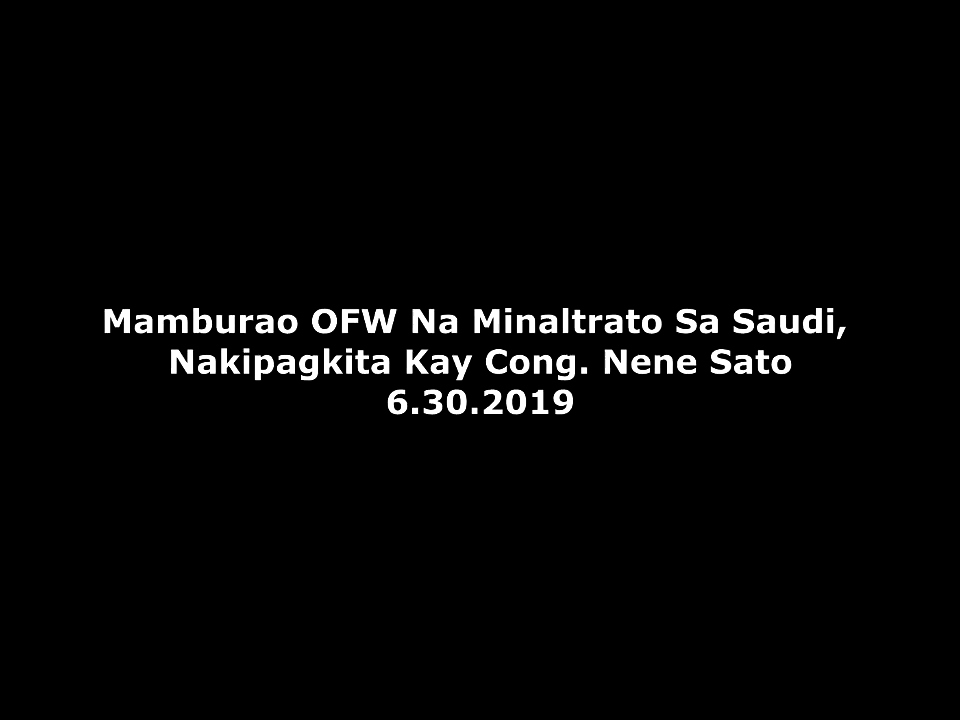 Mamburao OFW Na Minaltrato Sa Saudi,
Nakipagkita Kay Cong. Nene Sato
6.30.2019